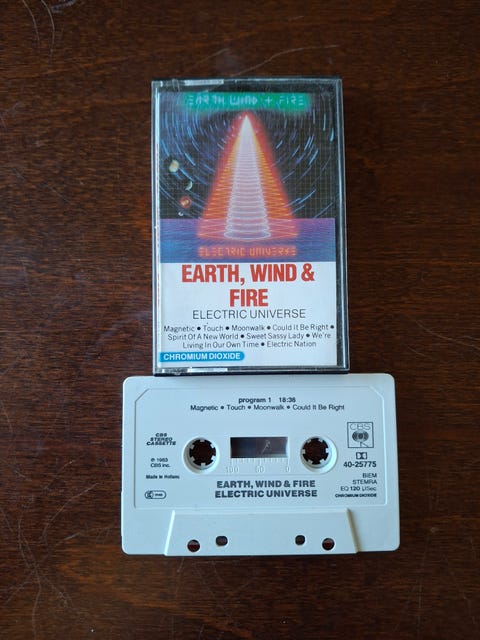 EARTH, WIND + FIRE
ELECTRIC UNIVERSE
EARTH, WIND &
FIRE
ELECTRIC UNIVERSE
Magnetic • Touch • Moonwalk • Could It Be Right •
Spirit Of A New World • Sweet Sassy Lady • We're
Living In Our Own Time • Electric Nation
CHROMIUM DIOXIDE
program 1 18:36
Magnetic • Touch • Moonwalk • Could It Be Right
CBS
STEREO
CASSETTE
℗ 1983
CBS inc.
Made in Holland
CBS
40-25775
BIEM
STEMRA
EQ 120 µSec
CHROMIUM DIOXIDE
100 50 0
EARTH, WIND & FIRE
ELECTRIC UNIVERSE